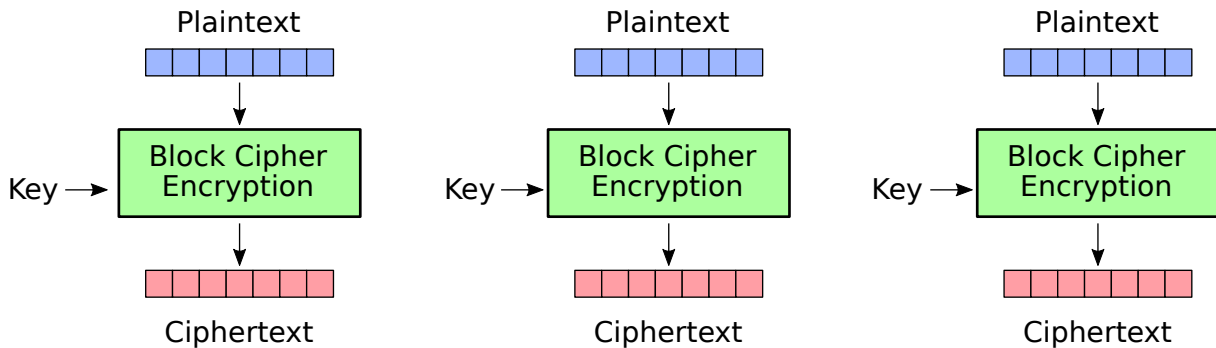 Plaintext
Plaintext
Plaintext
Block Cipher
Encryption
Key
Block Cipher
Encryption
Key
Block Cipher
Encryption
Key
Ciphertext
Ciphertext
Ciphertext